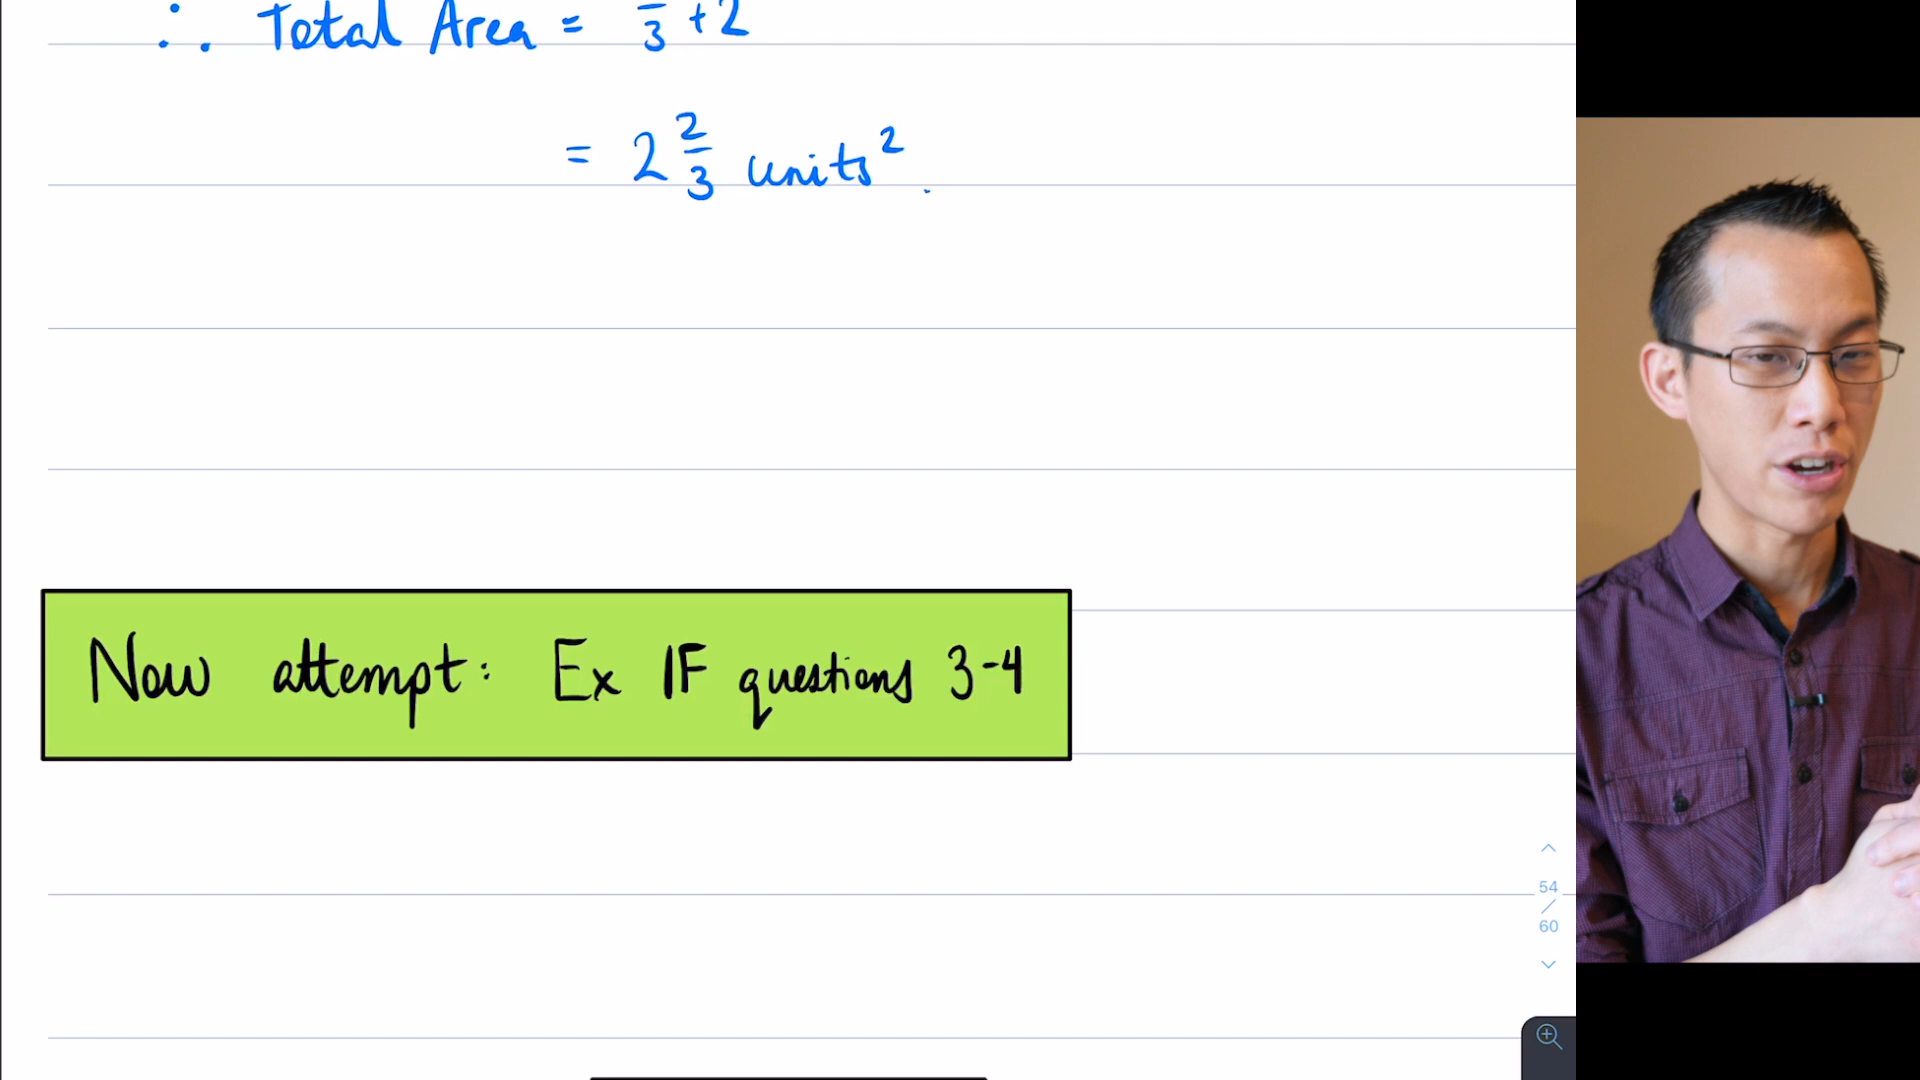 ∴ Total Area = ‾/3 + 2
= 2 2/3 units².
Now attempt: Ex 1F questions 3-4
54
/
60